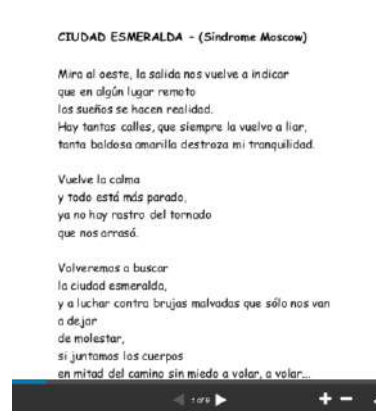 CIUDAD ESMERALDA - (Síndrome Moscow)
Mira al oeste, la salida nos vuelve a indicar
que en algún lugar remoto
los sueños se hacen realidad.
Hay tantas calles, que siempre la vuelvo a liar,
tanta baldosa amarilla destroza mi tranquilidad.
Vuelve la calma
y todo está más parado,
ya no hay rastro del tornado
que nos arrasó.
Volveremos a buscar
la ciudad esmeralda,
y a luchar contra brujas malvadas que sólo nos van
a dejar
de molestar,
si juntamos los cuerpos
en mitad del camino sin miedo a volar, a volar...